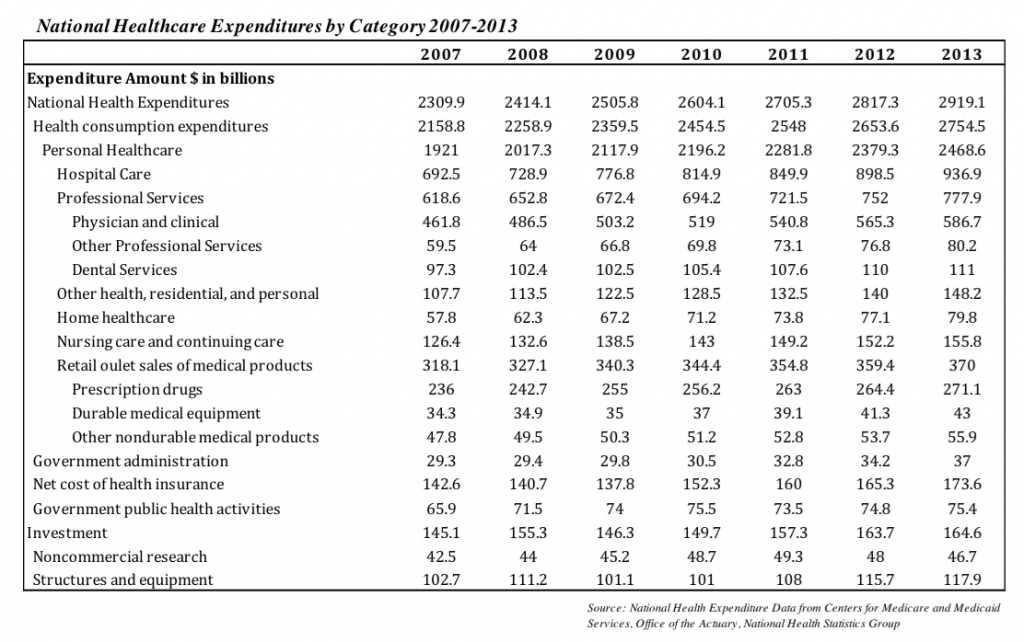 National Healthcare Expenditures by Category 2007-2013
2007 2008 2009 2010 2011 2012 2013
Expenditure Amount $ in billions
National Health Expenditures 2309.9 2414.1 2505.8 2604.1 2705.3 2817.3 2919.1
Health consumption expenditures 2158.8 2258.9 2359.5 2454.5 2548 2653.6 2754.5
Personal Healthcare 1921 2017.3 2117.9 2196.2 2281.8 2379.3 2468.6
Hospital Care 692.5 728.9 776.8 814.9 849.9 898.5 936.9
Professional Services 618.6 652.8 672.4 694.2 721.5 752 777.9
Physician and clinical 461.8 486.5 503.2 519 540.8 565.3 586.7
Other Professional Services 59.5 64 66.8 69.8 73.1 76.8 80.2
Dental Services 97.3 102.4 102.5 105.4 107.6 110 111
Other health, residential, and personal 107.7 113.5 122.5 128.5 132.5 140 148.2
Home healthcare 57.8 62.3 67.2 71.2 73.8 77.1 79.8
Nursing care and continuing care 126.4 132.6 138.5 143 149.2 152.2 155.8
Retail oulet sales of medical products 318.1 327.1 340.3 344.4 354.8 359.4 370
Prescription drugs 236 242.7 255 256.2 263 264.4 271.1
Durable medical equipment 34.3 34.9 35 37 39.1 41.3 43
Other nondurable medical products 47.8 49.5 50.3 51.2 52.8 53.7 55.9
Government administration 29.3 29.4 29.8 30.5 32.8 34.2 37
Net cost of health insurance 142.6 140.7 137.8 152.3 160 165.3 173.6
Government public health activities 65.9 71.5 74 75.5 73.5 74.8 75.4
Investment 145.1 155.3 146.3 149.7 157.3 163.7 164.6
Noncommercial research 42.5 44 45.2 48.7 49.3 48 46.7
Structures and equipment 102.7 111.2 101.1 101 108 115.7 117.9
Source: National Health Expenditure Data from Centers for Medicare and Medicaid
Services, Office of the Actuary, National Health Statistics Group